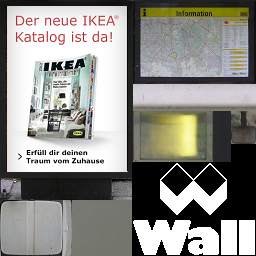 Der neue IKEA®
Katalog ist da!
IKEA
Erfüll dir deinen
Traum vom Zuhause
Information
Wall